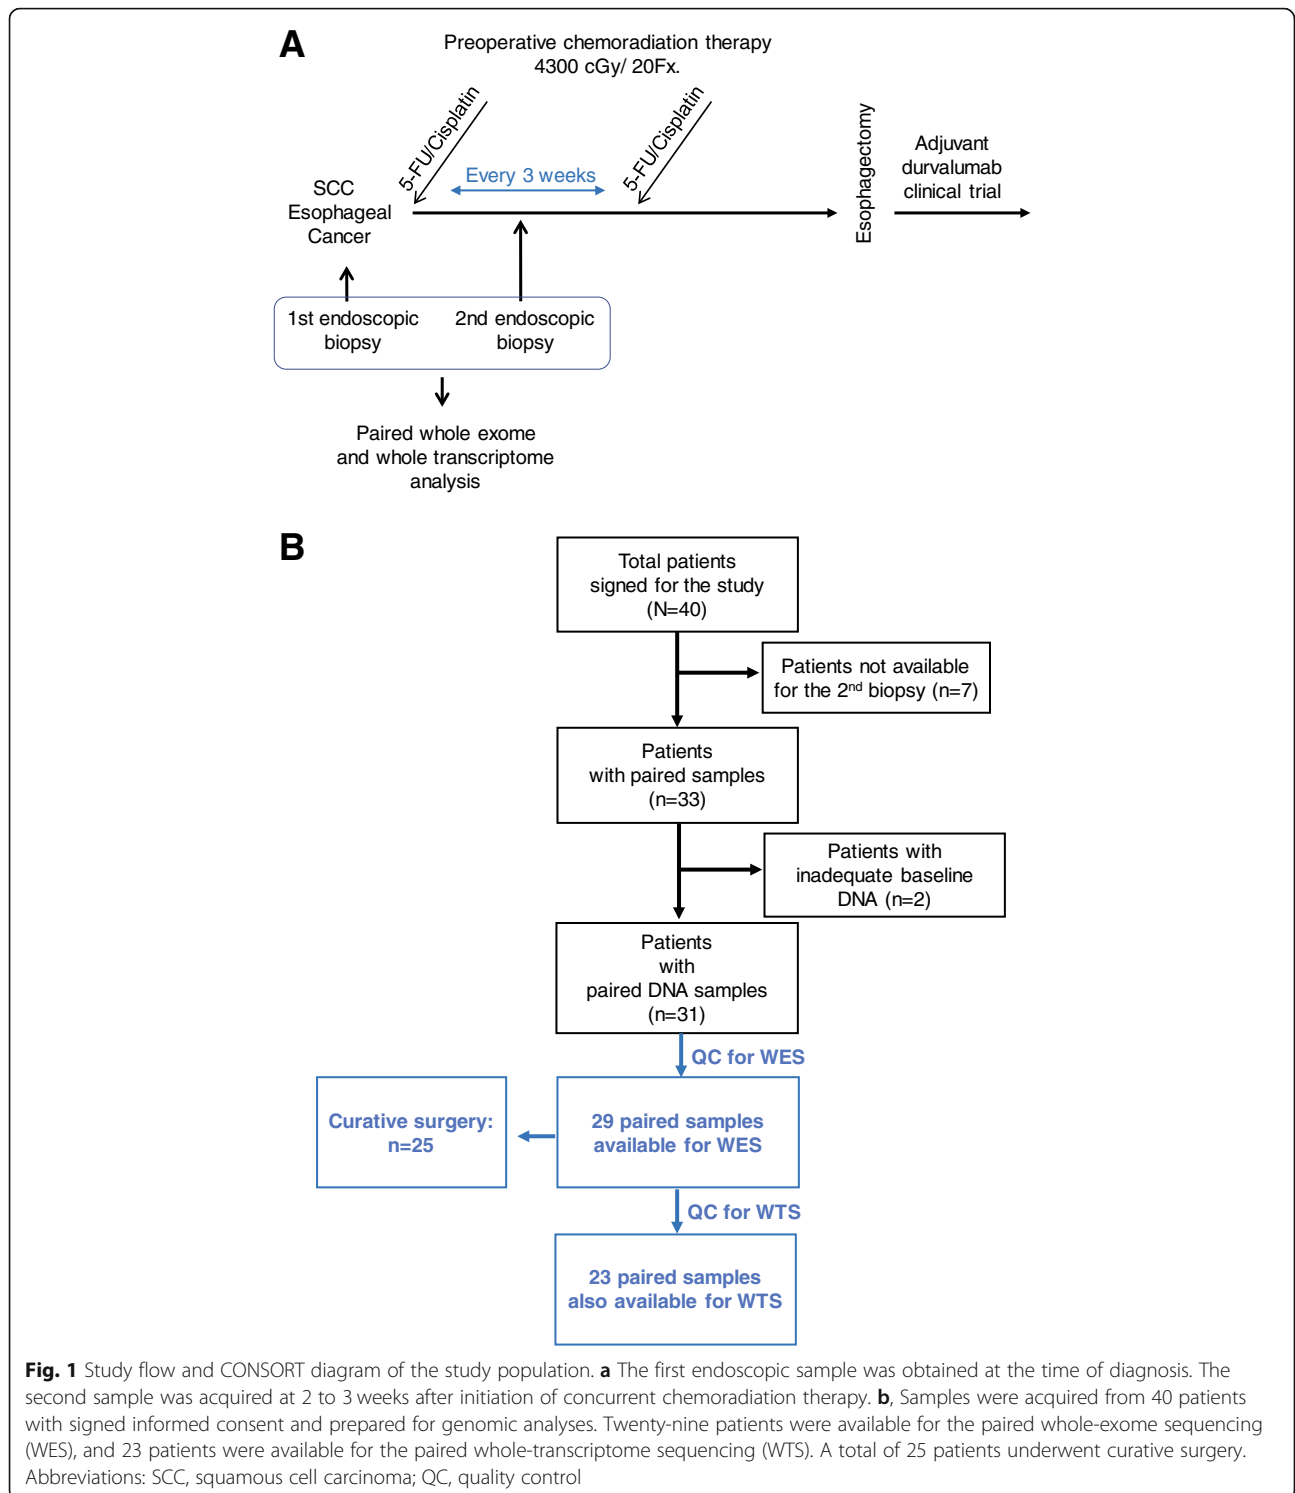 A
Preoperative chemoradiation therapy
4300 cGy/ 20Fx.
5-FU/Cisplatin
Every 3 weeks
5-FU/Cisplatin
SCC
Esophageal
Cancer
Esophagectomy
Adjuvant
durvalumab
clinical trial
1st endoscopic
biopsy
2nd endoscopic
biopsy
Paired whole exome
and whole transcriptome
analysis
B
Total patients
signed for the study
(N=40)
Patients not available
for the 2nd biopsy (n=7)
Patients
with paired samples
(n=33)
Patients with
inadequate baseline
DNA (n=2)
Patients
with
paired DNA samples
(n=31)
QC for WES
Curative surgery:
n=25
29 paired samples
available for WES
QC for WTS
23 paired samples
also available for WTS
Fig. 1 Study flow and CONSORT diagram of the study population. a The first endoscopic sample was obtained at the time of diagnosis. The
second sample was acquired at 2 to 3 weeks after initiation of concurrent chemoradiation therapy. b, Samples were acquired from 40 patients
with signed informed consent and prepared for genomic analyses. Twenty-nine patients were available for the paired whole-exome sequencing
(WES), and 23 patients were available for the paired whole-transcriptome sequencing (WTS). A total of 25 patients underwent curative surgery.
Abbreviations: SCC, squamous cell carcinoma; QC, quality control